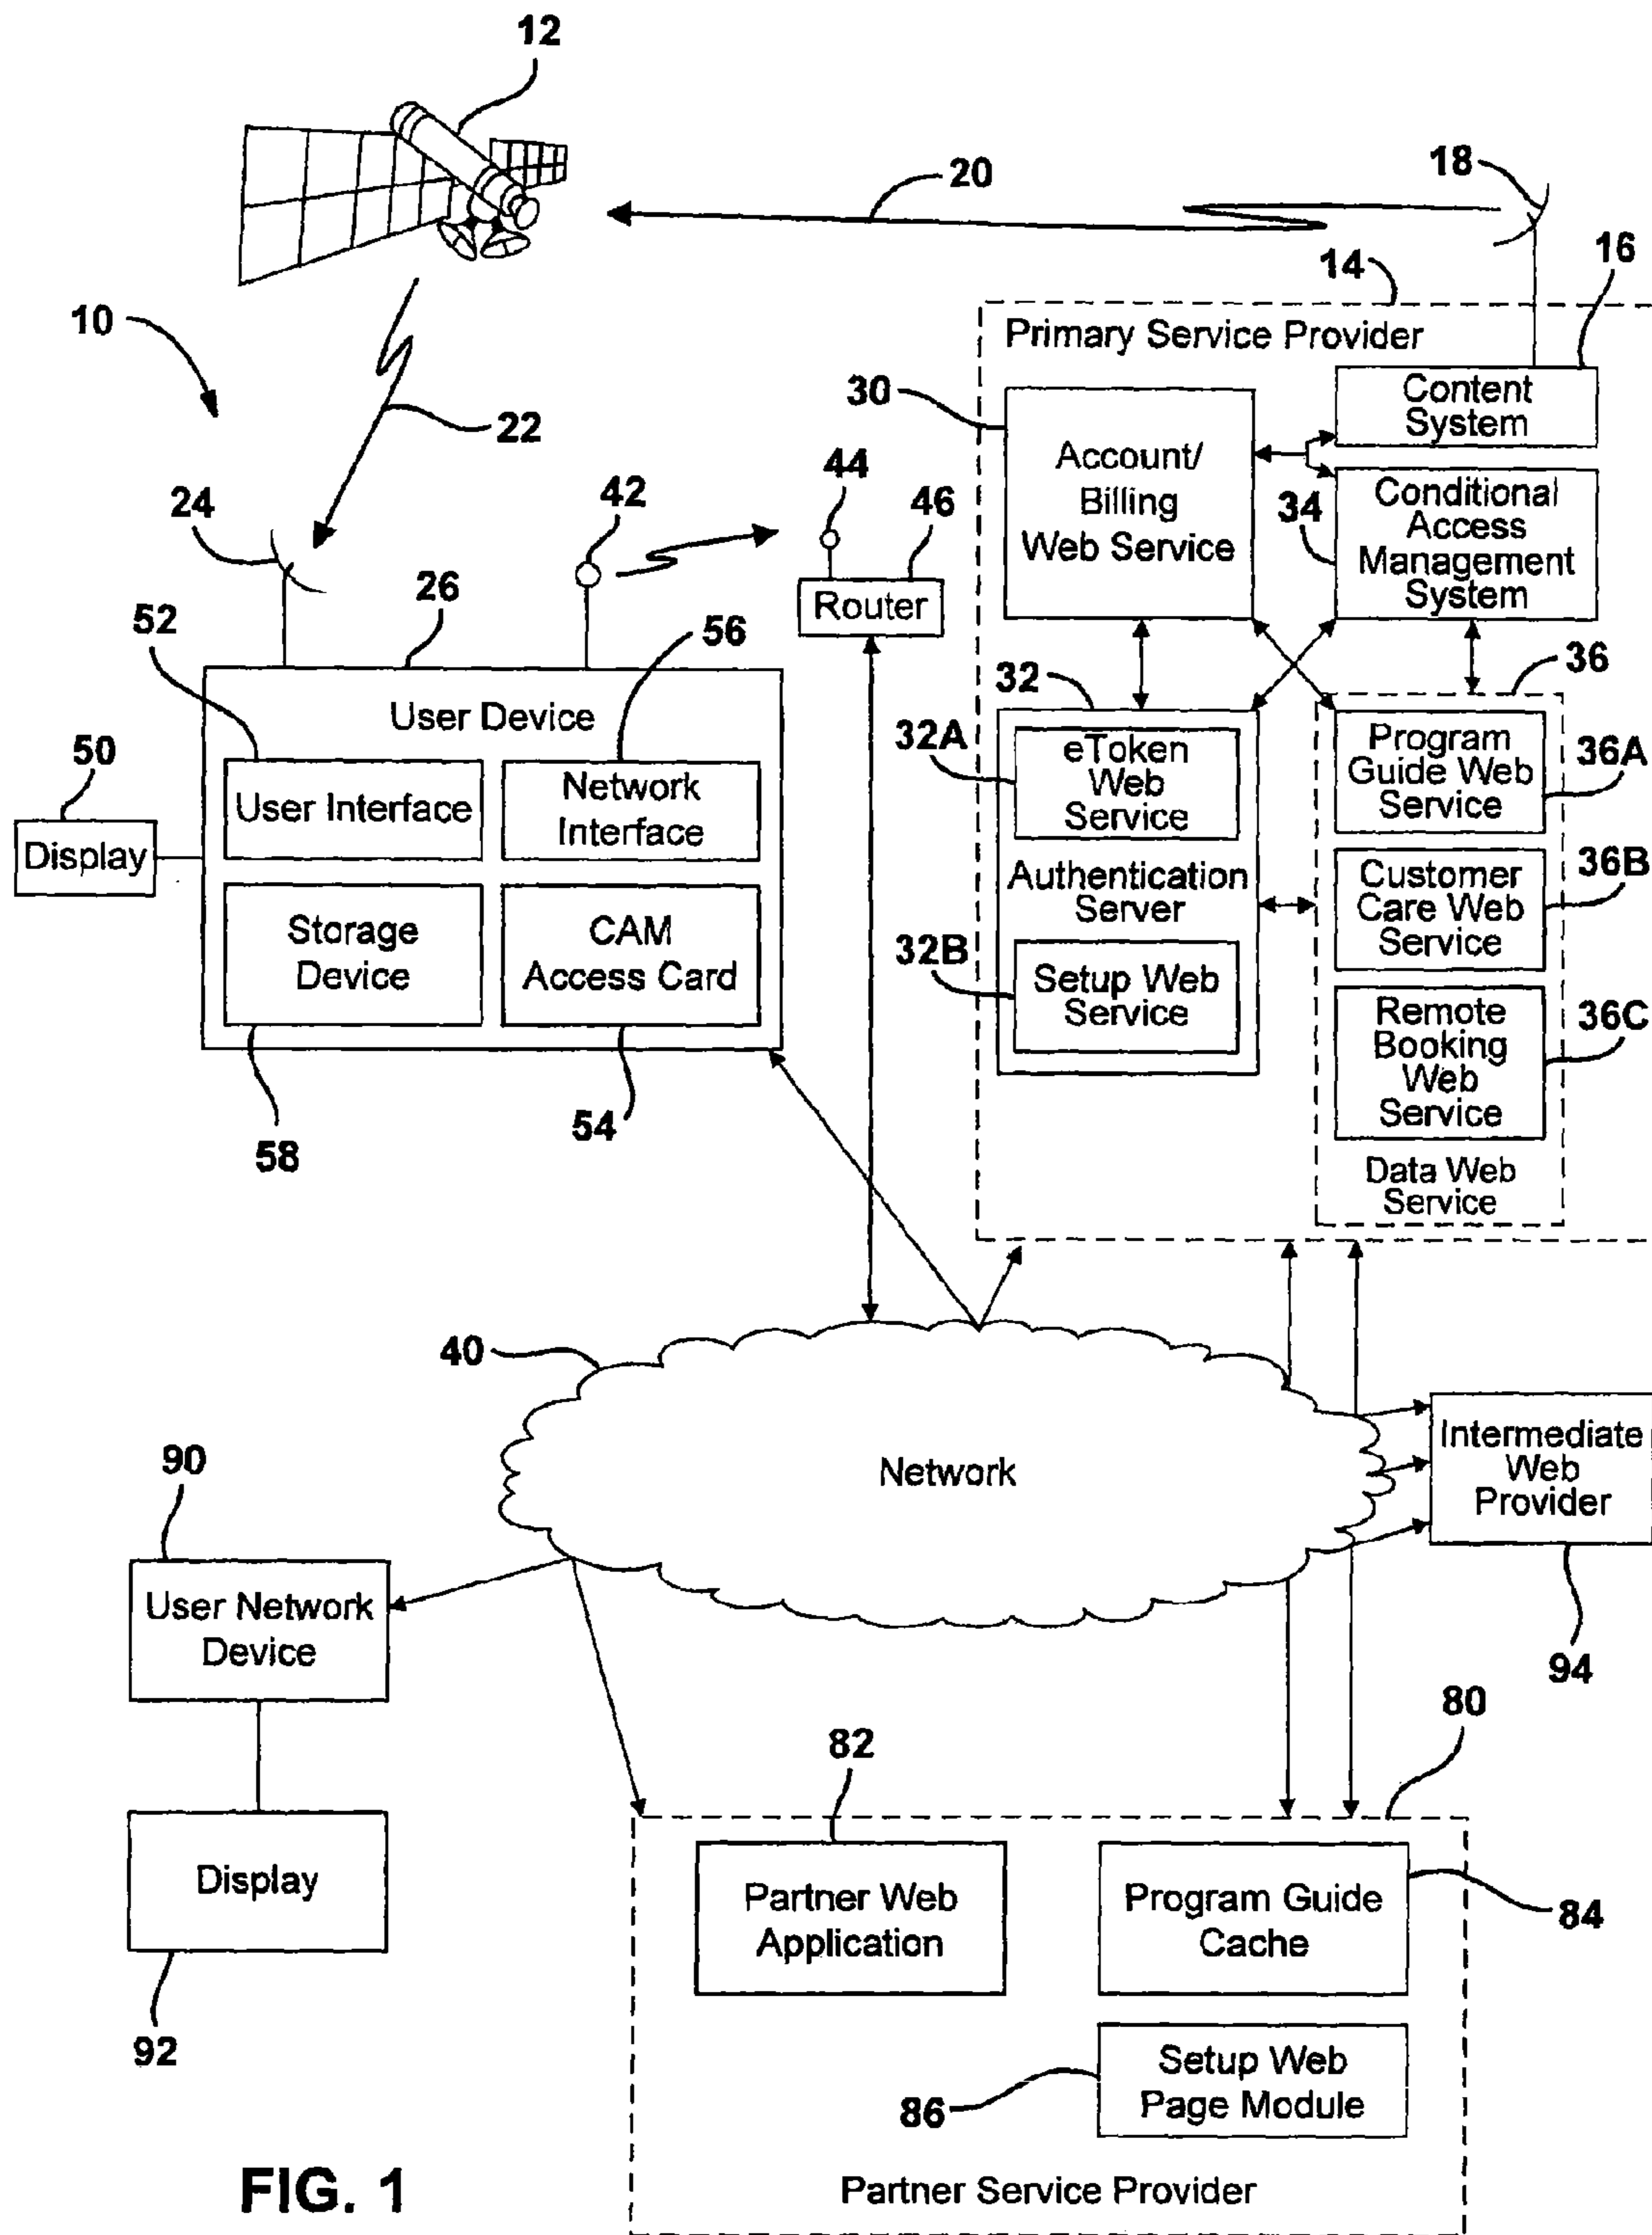 12
20
18
16
14
10
Primary Service Provider
30
Content
System
22
Account/
Billing
Web Service
44
46
34
Conditional
Access
Management
System
24
42
Router
52
26
56
32
36
User Device
50
User Interface
Network
Interface
32A
eToken
Web
Service
Program
Guide Web
Service
36A
Display
Authentication
Server
Customer
Care Web
Service
36B
Storage
Device
CAM
Access Card
32B
Setup Web
Service
Remote
Booking
Web
Service
36C
58
54
Data Web
Service
40
Network
Intermediate
Web
Provider
94
90
User Network
Device
80
82
Display
92
Partner Web
Application
Program Guide
Cache
84
Setup Web
Page Module
86
Partner Service Provider
FIG. 1